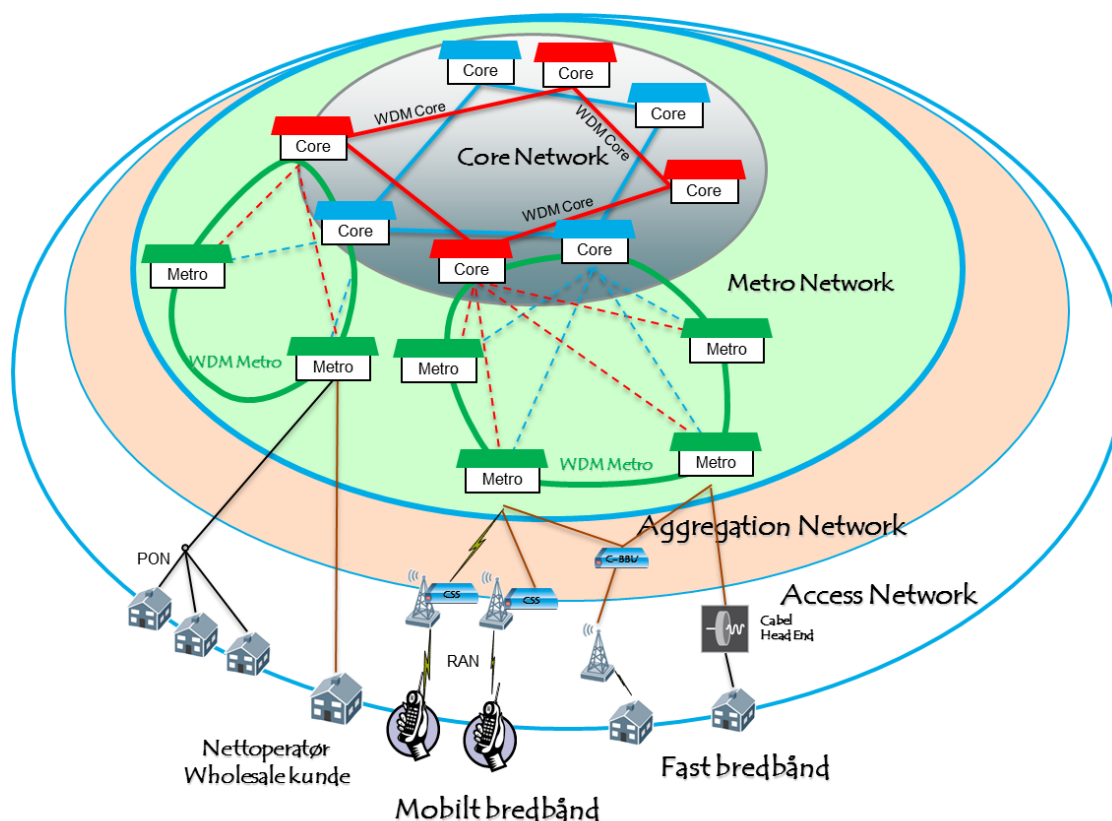 Core
Core
Core
WDM Core
WDM Core
Core
Core Network
Core
WDM Core
Core
Core
Core
Metro
Metro Network
Metro
Metro
WDM Metro
Metro
Metro
WDM Metro
Metro
Aggregation Network
PON
C-BBU
CSS
CSS
Access Network
Cabel
Head End
RAN
Nettoperatør
Wholesale kunde
Fast bredbånd
Mobilt bredbånd